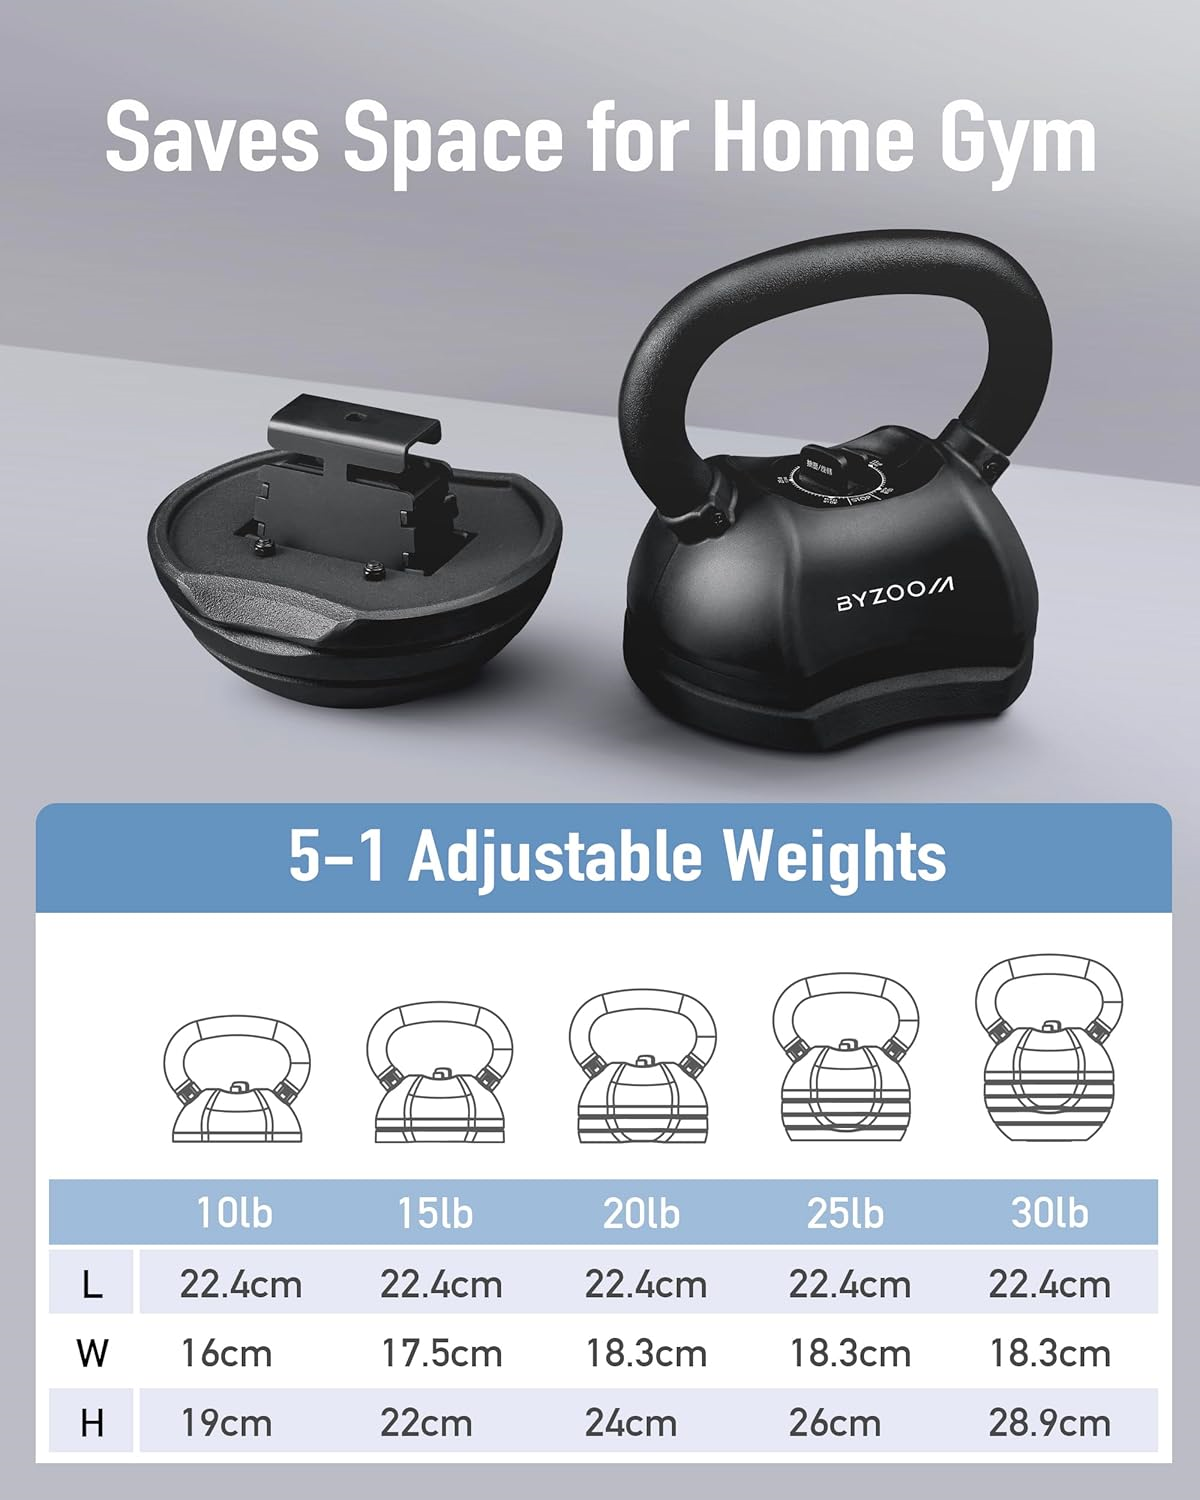 Saves Space for Home Gym
STOP
BYZOOM
5-1 Adjustable Weights
10lb 15lb 20lb 25lb 30lb
L 22.4cm 22.4cm 22.4cm 22.4cm 22.4cm
W 16cm 17.5cm 18.3cm 18.3cm 18.3cm
H 19cm 22cm 24cm 26cm 28.9cm